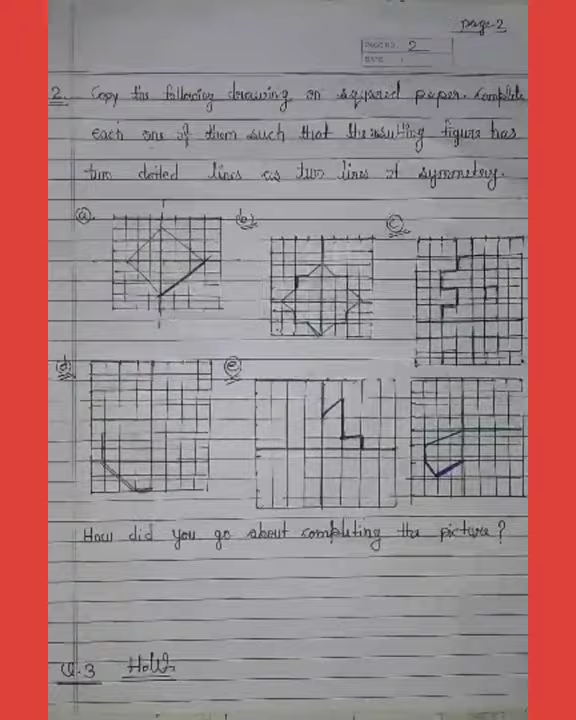 page-2
PAGE NO. 2
DATE :
2. Copy the following drawing on squared paper. Complete
each one of them such that the resulting figure has
two dotted lines as two lines of symmetry.
(a) (b) (c)
(d) (e)
How did you go about completing the picture?
Q.3 H.W.